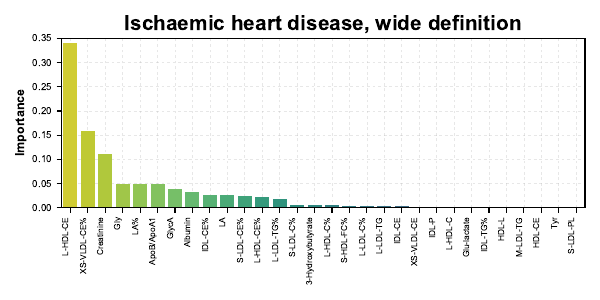 Ischaemic heart disease, wide definition
Importance
0.35
0.30
0.25
0.20
0.15
0.10
0.05
0.00
L-HDL-CE
XS-VLDL-CE%
Creatinine
Gly
LA%
ApoB/ApoA1
GlycA
Albumin
IDL-CE%
LA
S-LDL-CE%
L-HDL-CE%
L-LDL-TG%
S-LDL-C%
3-Hydroxybutyrate
L-HDL-C%
S-HDL-FC%
L-LDL-C%
L-LDL-TG
IDL-CE
XS-VLDL-CE
IDL-P
L-HDL-C
Glu-lactate
IDL-TG%
HDL-L
M-LDL-TG
HDL-CE
Tyr
S-LDL-PL